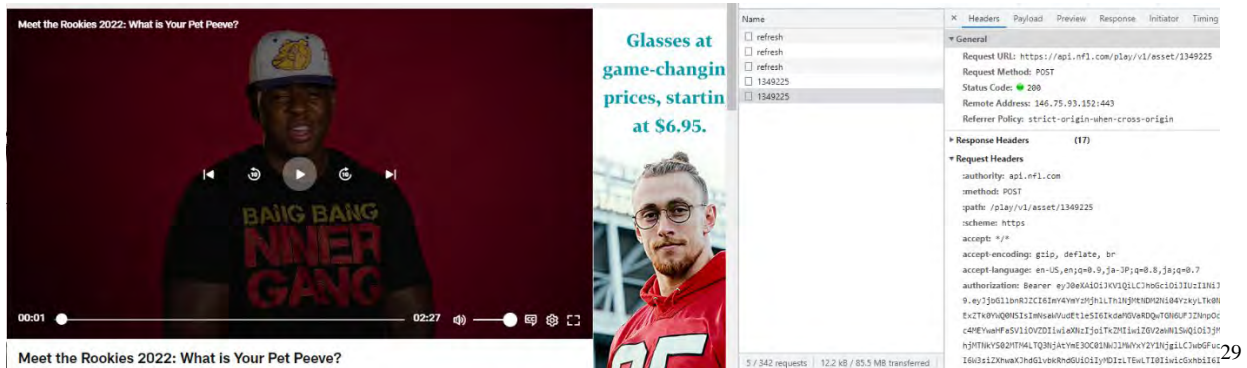 Meet the Rookies 2022: What is Your Pet Peeve?
BANG BANG
NINER
GANG
10
10
00:01
02:27
Meet the Rookies 2022: What is Your Pet Peeve?
Glasses at
game-changin
prices, startin
at $6.95.
Name
refresh
refresh
refresh
1349225
1349225
5 / 342 requests
12.2 kB / 85.5 MB transferred
× Headers Payload Preview Response Initiator Timing
General
Request URL: https://api.nfl.com/play/v1/asset/1349225
Request Method: POST
Status Code: 200
Remote Address: 146.75.93.152:443
Referrer Policy: strict-origin-when-cross-origin
Response Headers (17)
Request Headers
:authority: api.nfl.com
:method: POST
:path: /play/v1/asset/1349225
:scheme: https
accept: */*
accept-encoding: gzip, deflate, br
accept-language: en-US,en;q=0.9,ja-JP;q=0.8,ja;q=0.7
authorization: Bearer
29